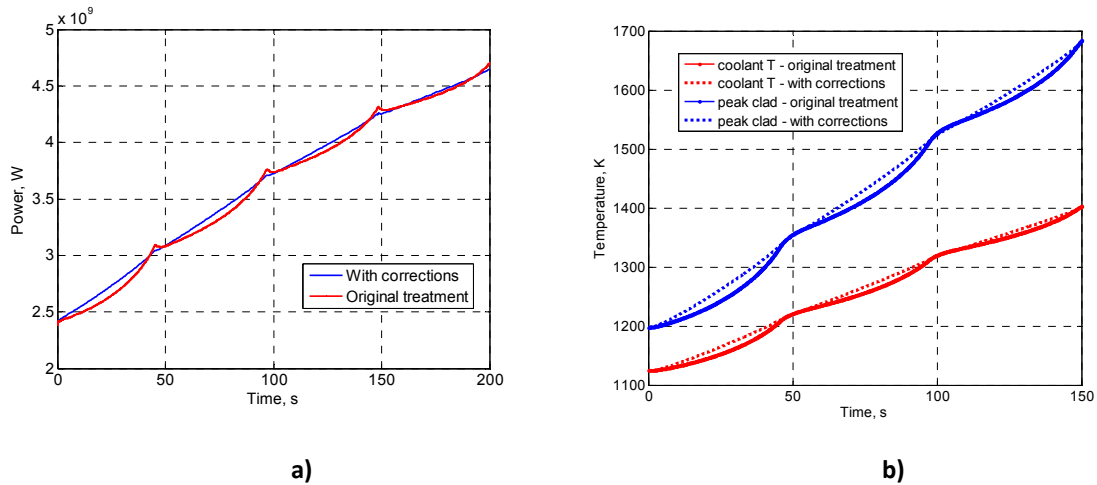 x 10^9
5
4.5
4
3.5
3
2.5
2
Power, W
With corrections
Original treatment
0 50 100 150 200
Time, s
a)
1700
1600
1500
1400
1300
1200
1100
Temperature, K
coolant T - original treatment
coolant T - with corrections
peak clad - original treatment
peak clad - with corrections
0 50 100 150
Time, s
b)